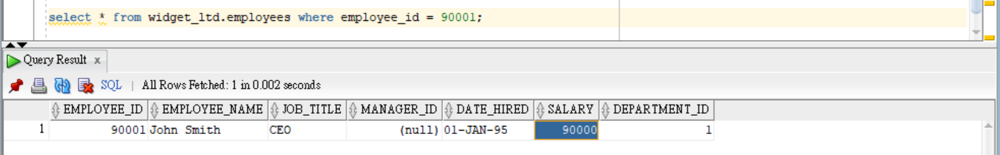 select * from widget_ltd.employees where employee_id = 90001;
Query Result x
SQL | All Rows Fetched: 1 in 0.002 seconds
EMPLOYEE_ID EMPLOYEE_NAME JOB_TITLE MANAGER_ID DATE_HIRED SALARY DEPARTMENT_ID
1 90001 John Smith CEO (null) 01-JAN-95 90000 1